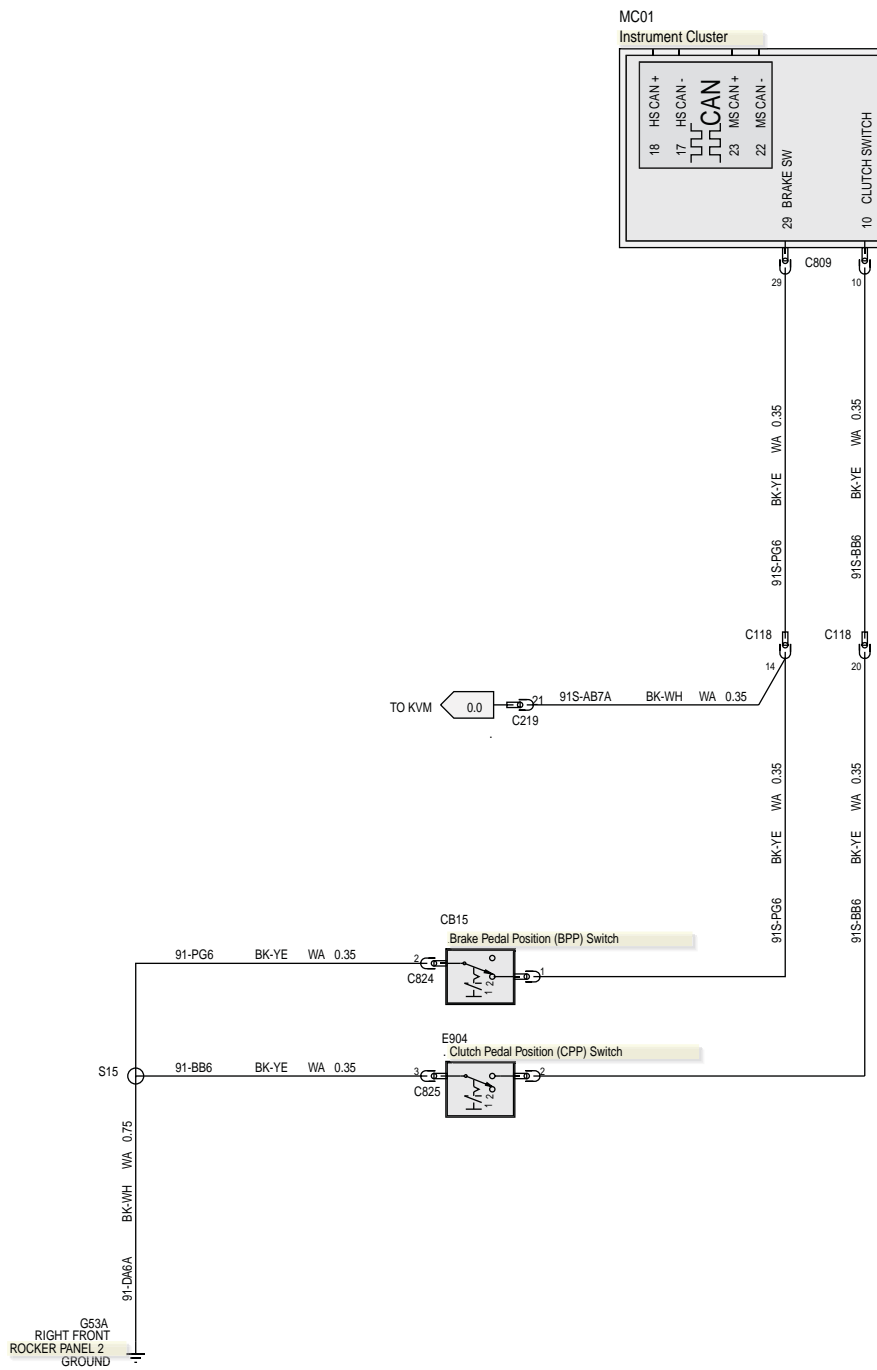 MC01
Instrument Cluster
18 HS CAN +
17 HS CAN -
CAN
23 MS CAN +
22 MS CAN -
29 BRAKE SW
10 CLUTCH SWITCH
C809
29
10
91S-PG6 BK-YE WA 0.35
91S-BB6 BK-YE WA 0.35
C118
C118
14
20
TO KVM
0.0
21
C219
91S-AB7A BK-WH WA 0.35
.
91S-PG6 BK-YE WA 0.35
91S-BB6 BK-YE WA 0.35
CB15
Brake Pedal Position (BPP) Switch
91-PG6 BK-YE WA 0.35
2
C824
1 2
1
E904
. Clutch Pedal Position (CPP) Switch
S15
91-BB6 BK-YE WA 0.35
3
C825
1 2
2
91-DA6A BK-WH WA 0.75
G53A
RIGHT FRONT
ROCKER PANEL 2
GROUND